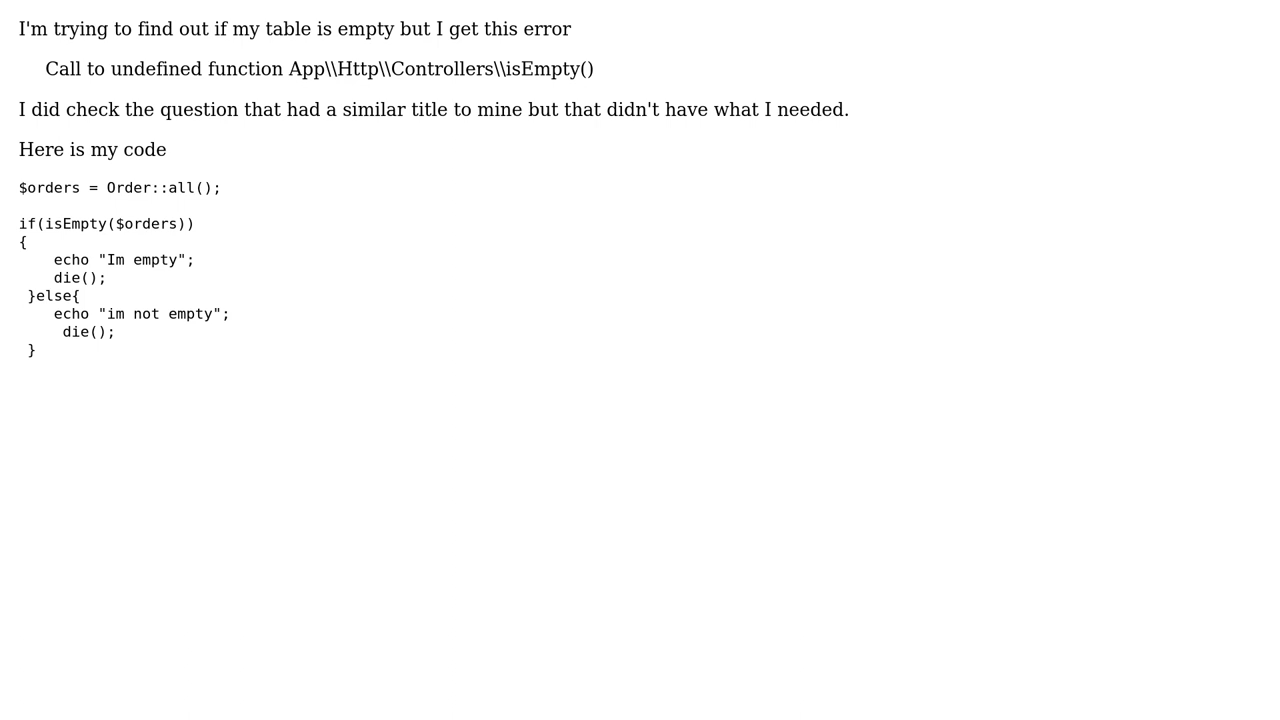 I'm trying to find out if my table is empty but I get this error
Call to undefined function App\\Http\\Controllers\\isEmpty()
I did check the question that had a similar title to mine but that didn't have what I needed.
Here is my code
$orders = Order::all();
if(isEmpty($orders))
{
    echo "Im empty";
    die();
 }else{
    echo "im not empty";
     die();
 }